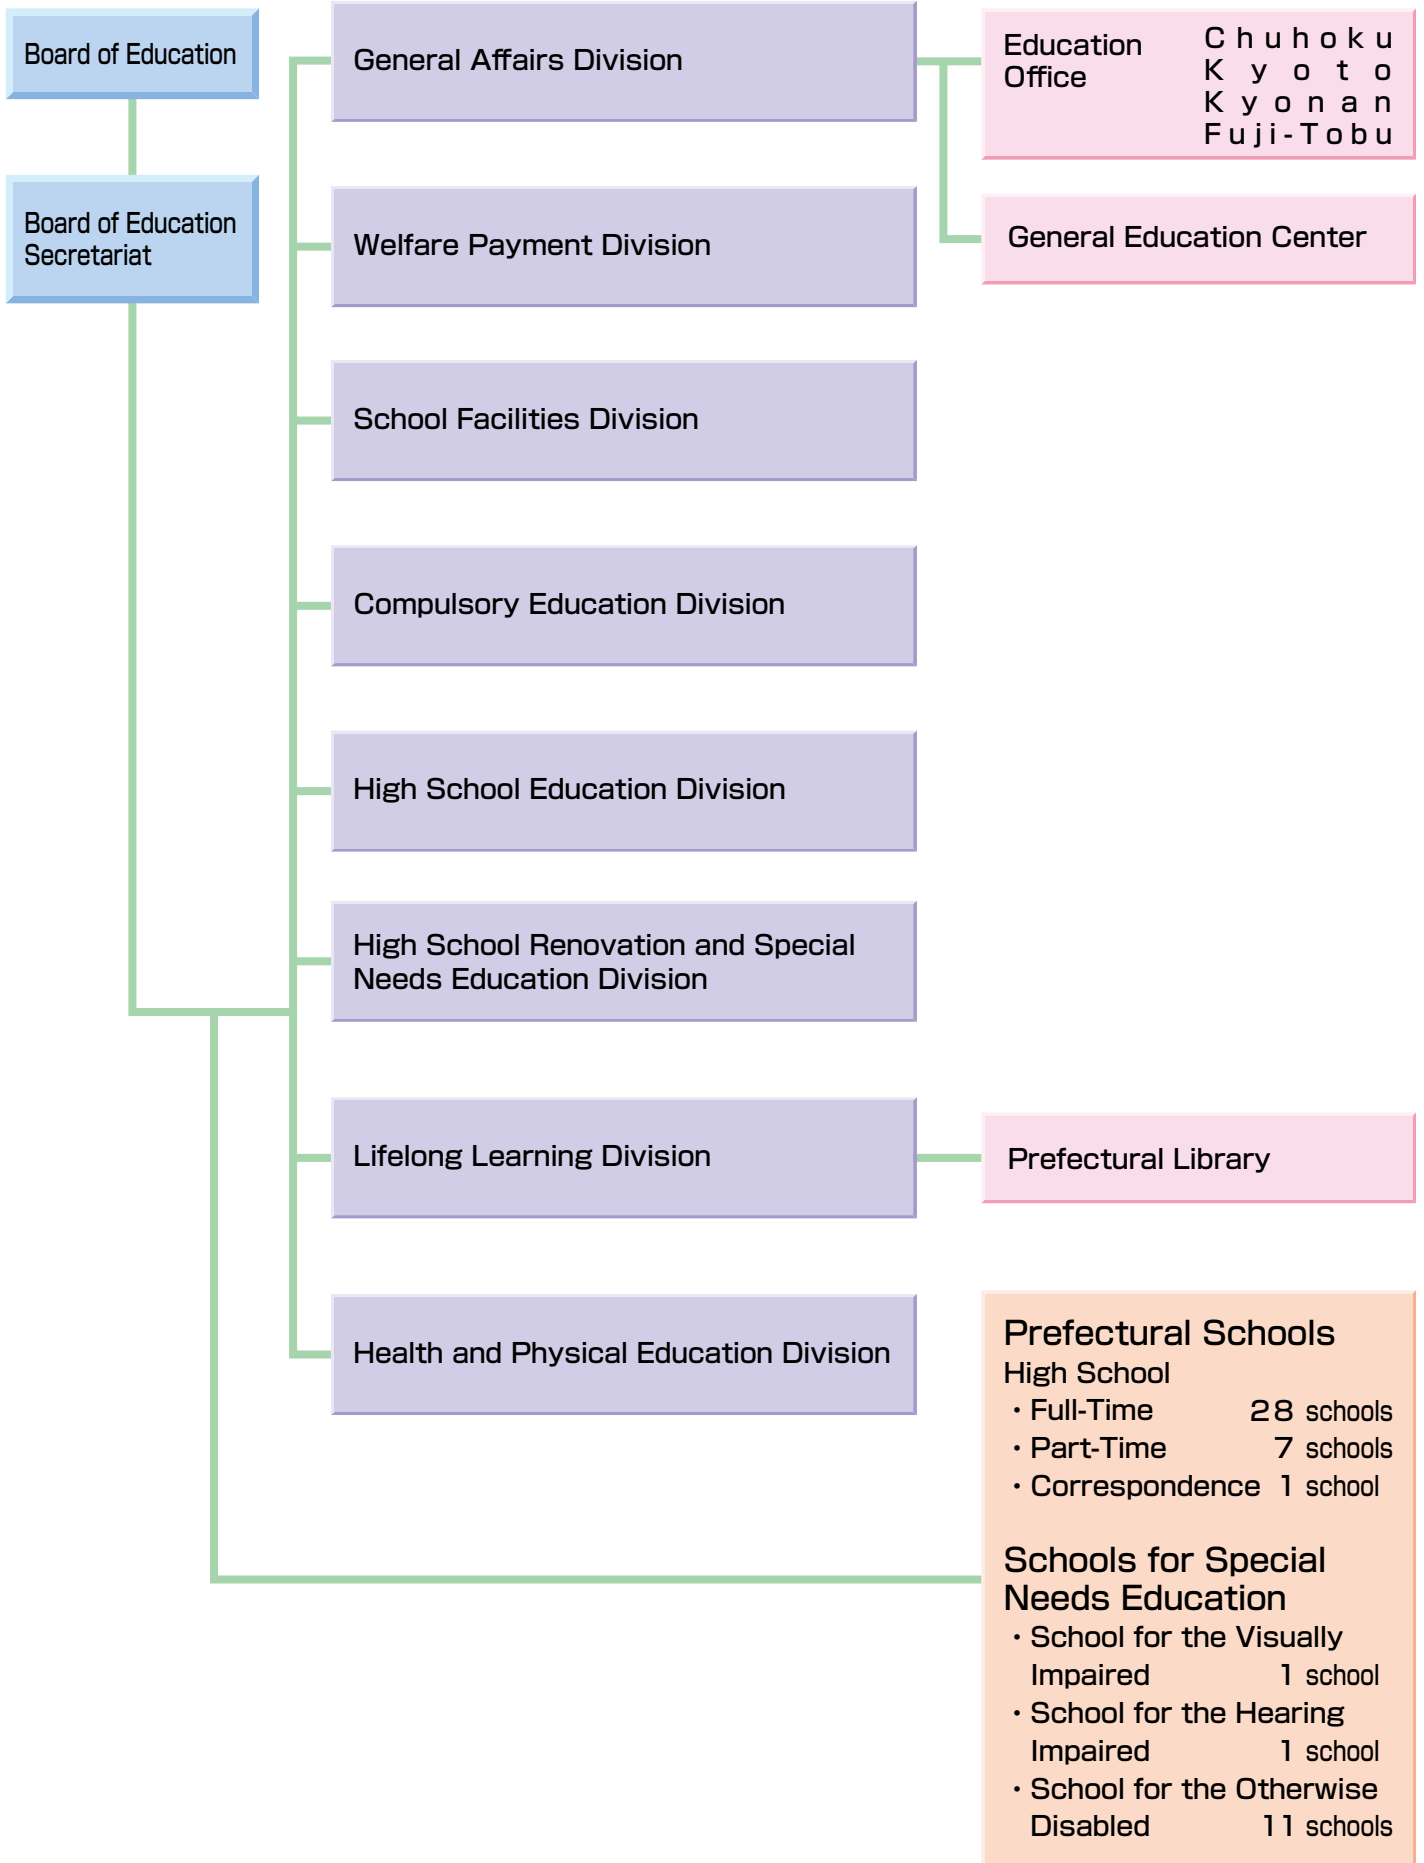 Board of Education
Board of Education
Secretariat
General Affairs Division
Welfare Payment Division
School Facilities Division
Compulsory Education Division
High School Education Division
High School Renovation and Special
Needs Education Division
Lifelong Learning Division
Health and Physical Education Division
Education
Office
Chuhoku
Kyoto
Kyonan
Fuji-Tobu
General Education Center
Prefectural Library
Prefectural Schools
High School
・Full-Time 28 schools
・Part-Time 7 schools
・Correspondence 1 school
Schools for Special
Needs Education
・School for the Visually
Impaired 1 school
・School for the Hearing
Impaired 1 school
・School for the Otherwise
Disabled 11 schools